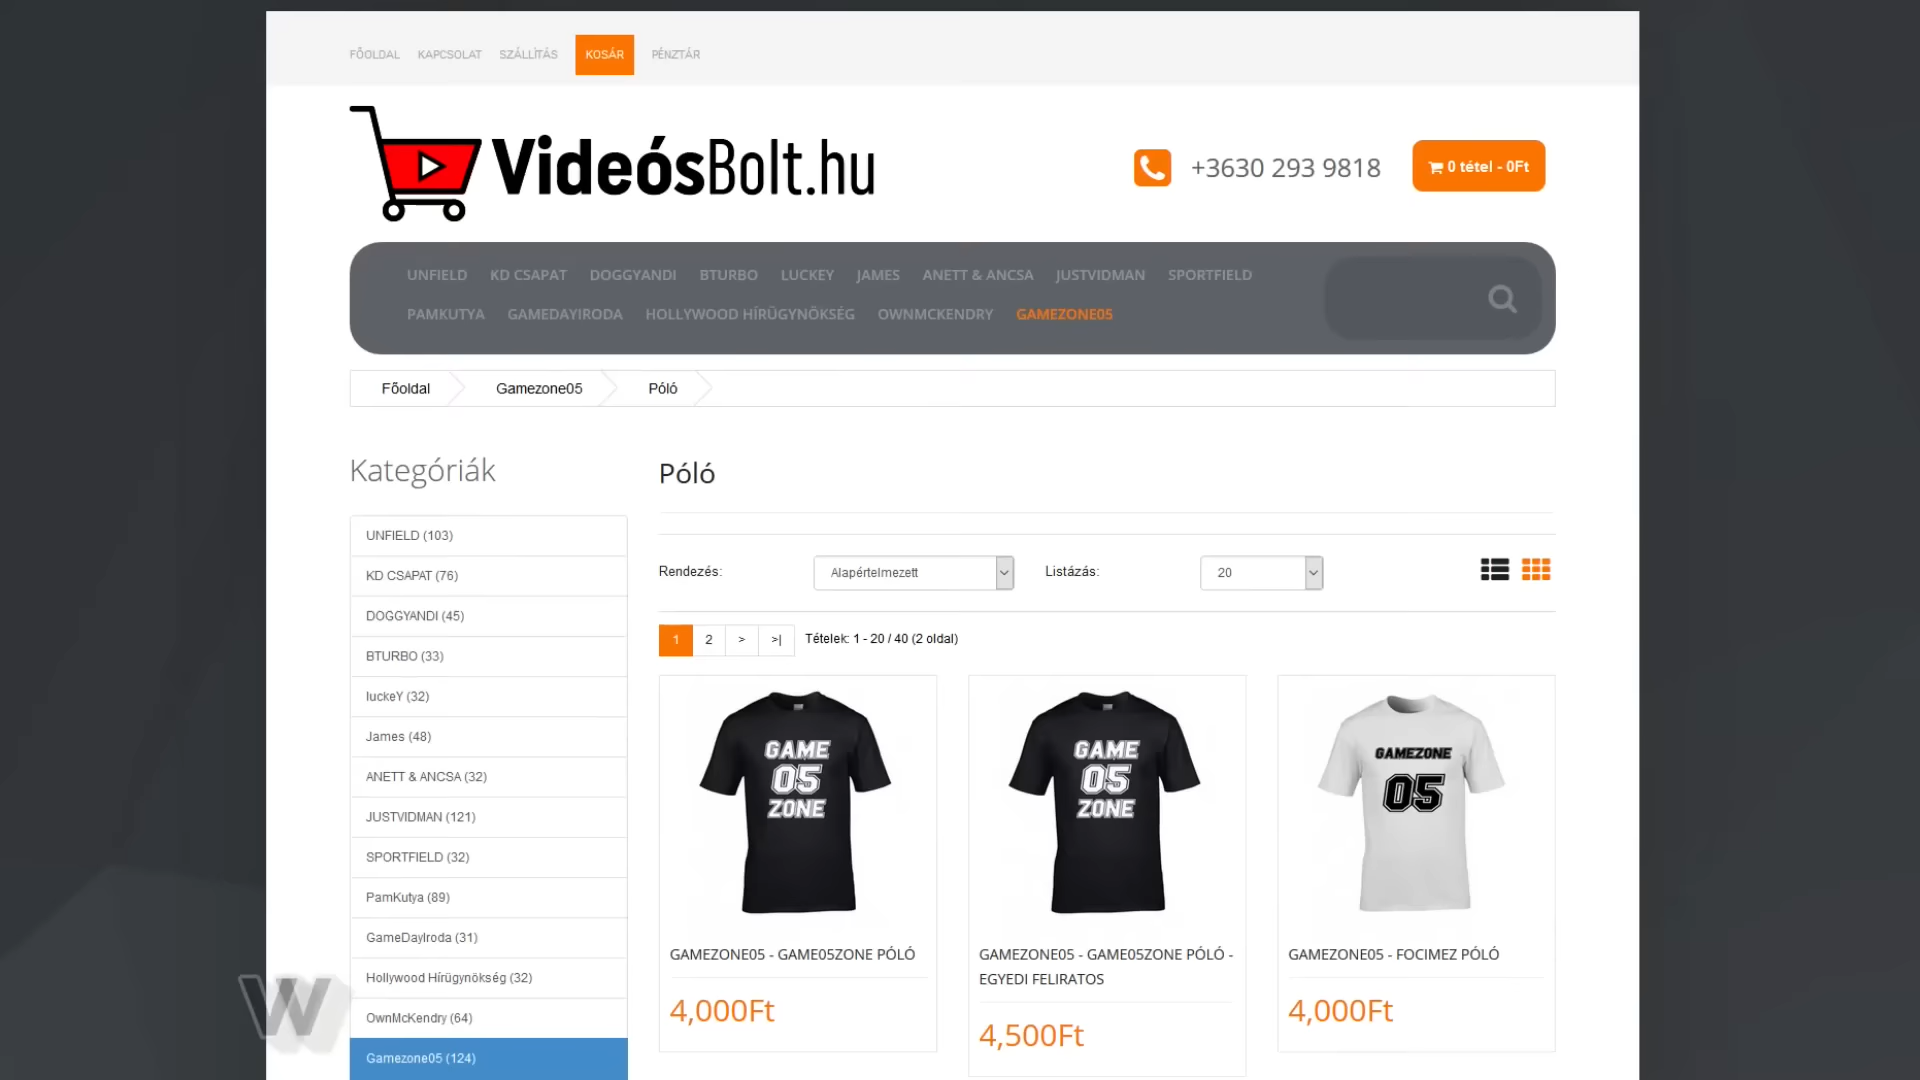 FŐOLDAL KAPCSOLAT SZÁLLÍTÁS KOSÁR PÉNZTÁR
VideósBolt.hu
+3630 293 9818
0 tétel - 0Ft
UNFIELD KD CSAPAT DOGGYANDI BTURBO LUCKEY JAMES ANETT & ANCSA JUSTVIDMAN SPORTFIELD
PAMKUTYA GAMEDAYIRODA HOLLYWOOD HÍRÜGYNÖKSÉG OWNMCKENDRY GAMEZONE05
Főoldal Gamezone05 Póló
Kategóriák
UNFIELD (103)
KD CSAPAT (76)
DOGGYANDI (45)
BTURBO (33)
luckeY (32)
James (48)
ANETT & ANCSA (32)
JUSTVIDMAN (121)
SPORTFIELD (32)
PamKutya (89)
GameDayIroda (31)
Hollywood Hírügynökség (32)
OwnMcKendry (64)
Gamezone05 (124)
Póló
Rendezés: Alapértelmezett Listázás: 20
1 2 > >| Tételek: 1 - 20 / 40 (2 oldal)
GAME
05
ZONE
GAMEZONE05 - GAME05ZONE PÓLÓ
4,000Ft
GAME
05
ZONE
GAMEZONE05 - GAME05ZONE PÓLÓ -
EGYEDI FELIRATOS
4,500Ft
GAMEZONE
05
GAMEZONE05 - FOCIMEZ PÓLÓ
4,000Ft
W